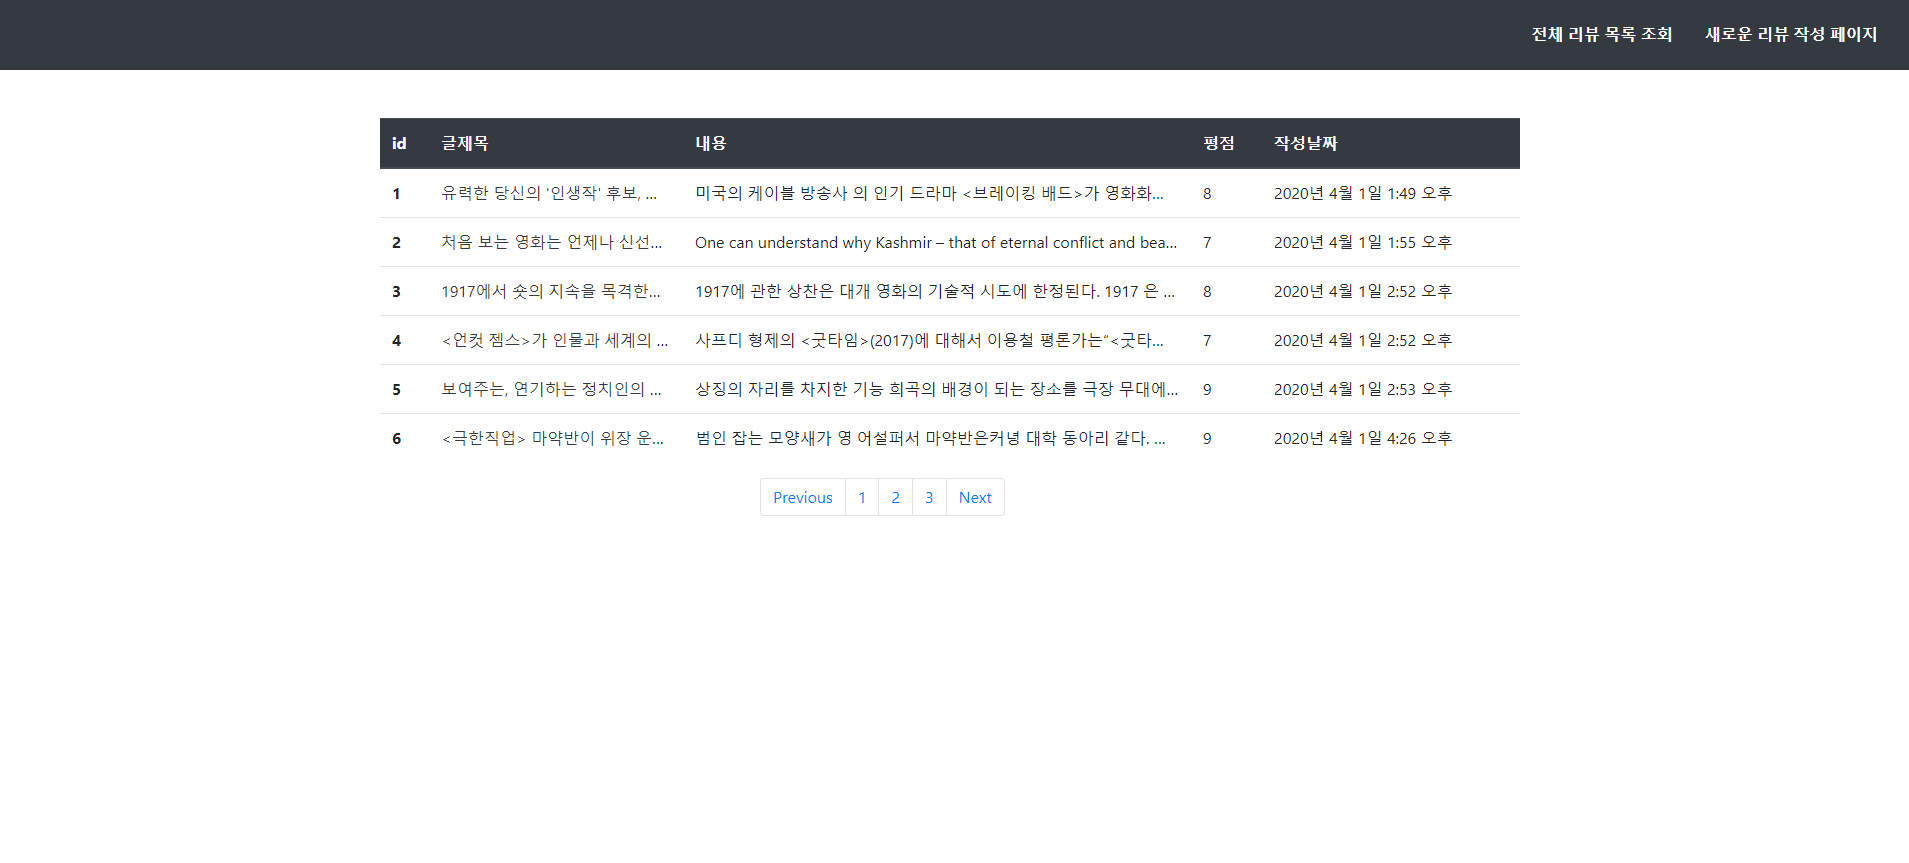 전체 리뷰 목록 조회 새로운 리뷰 작성 페이지
id 글제목 내용 평점 작성날짜
1 유력한 당신의 '인생작' 후보, ... 미국의 케이블 방송사 의 인기 드라마 <브레이킹 배드>가 영화화... 8 2020년 4월 1일 1:49 오후
2 처음 보는 영화는 언제나 신선... One can understand why Kashmir – that of eternal conflict and bea... 7 2020년 4월 1일 1:55 오후
3 1917에서 숏의 지속을 목격한... 1917에 관한 상찬은 대개 영화의 기술적 시도에 한정된다. 1917 은 ... 8 2020년 4월 1일 2:52 오후
4 <언컷 젬스>가 인물과 세계의 ... 사프디 형제의 <굿타임>(2017)에 대해서 이용철 평론가는“<굿타... 7 2020년 4월 1일 2:52 오후
5 보여주는, 연기하는 정치인의 ... 상징의 자리를 차지한 기능 희곡의 배경이 되는 장소를 극장 무대에... 9 2020년 4월 1일 2:53 오후
6 <극한직업> 마약반이 위장 운... 범인 잡는 모양새가 영 어설퍼서 마약반은커녕 대학 동아리 같다. ... 9 2020년 4월 1일 4:26 오후
Previous 1 2 3 Next